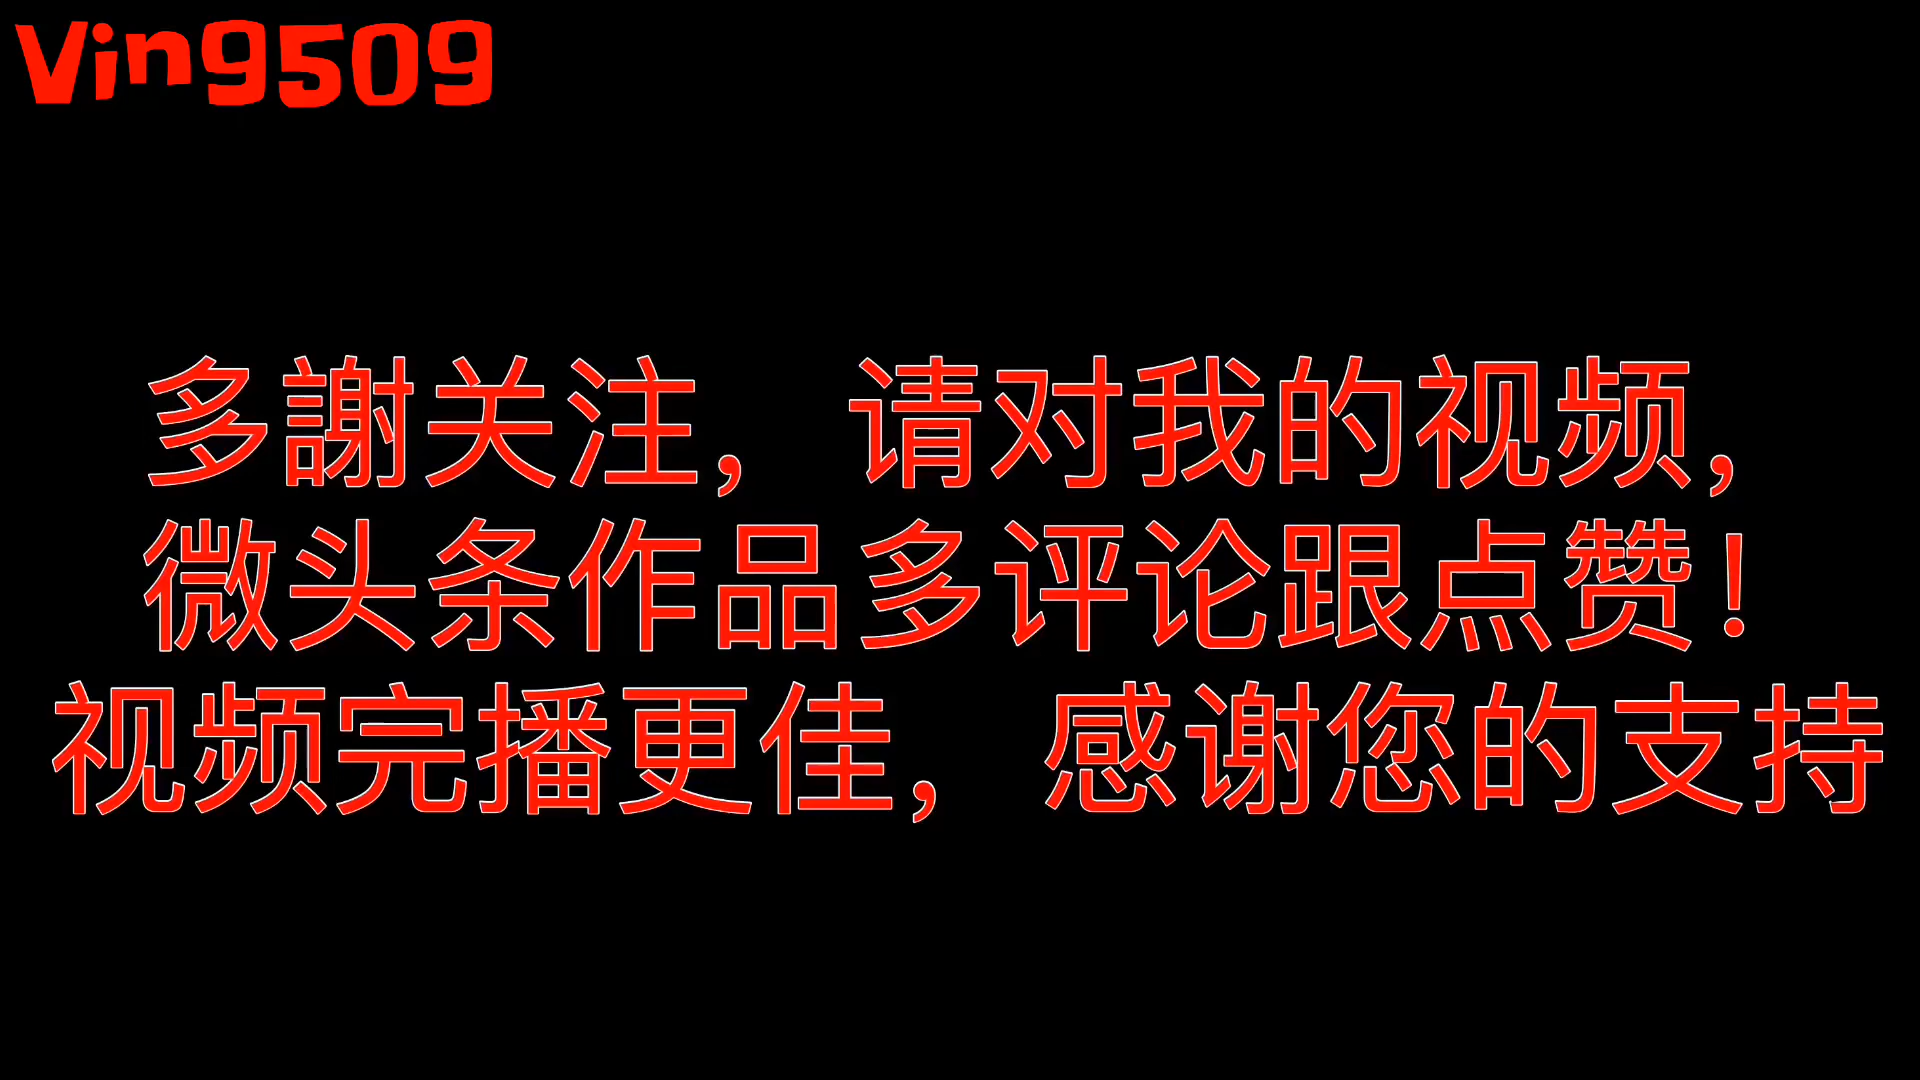 Vin9509
多謝关注，请对我的视频，
微头条作品多评论跟点赞！
视频完播更佳，感谢您的支持